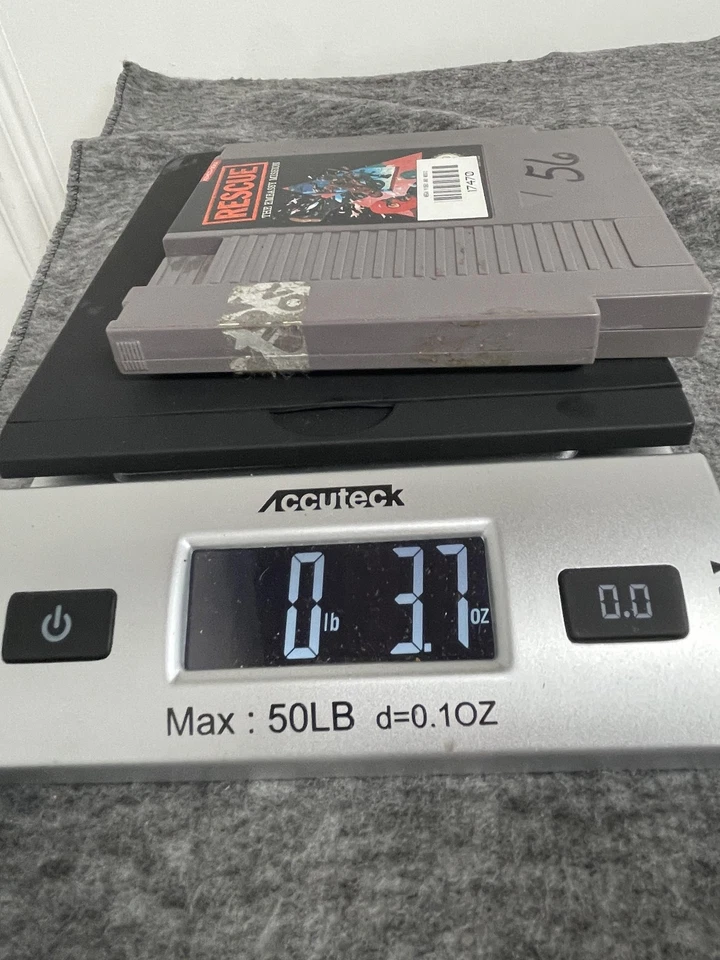 RESCUE
THE EMBASSY MISSION
17470
56
Accuteck
0 lb 3.7 oz
0.0
Max : 50LB d=0.1OZ